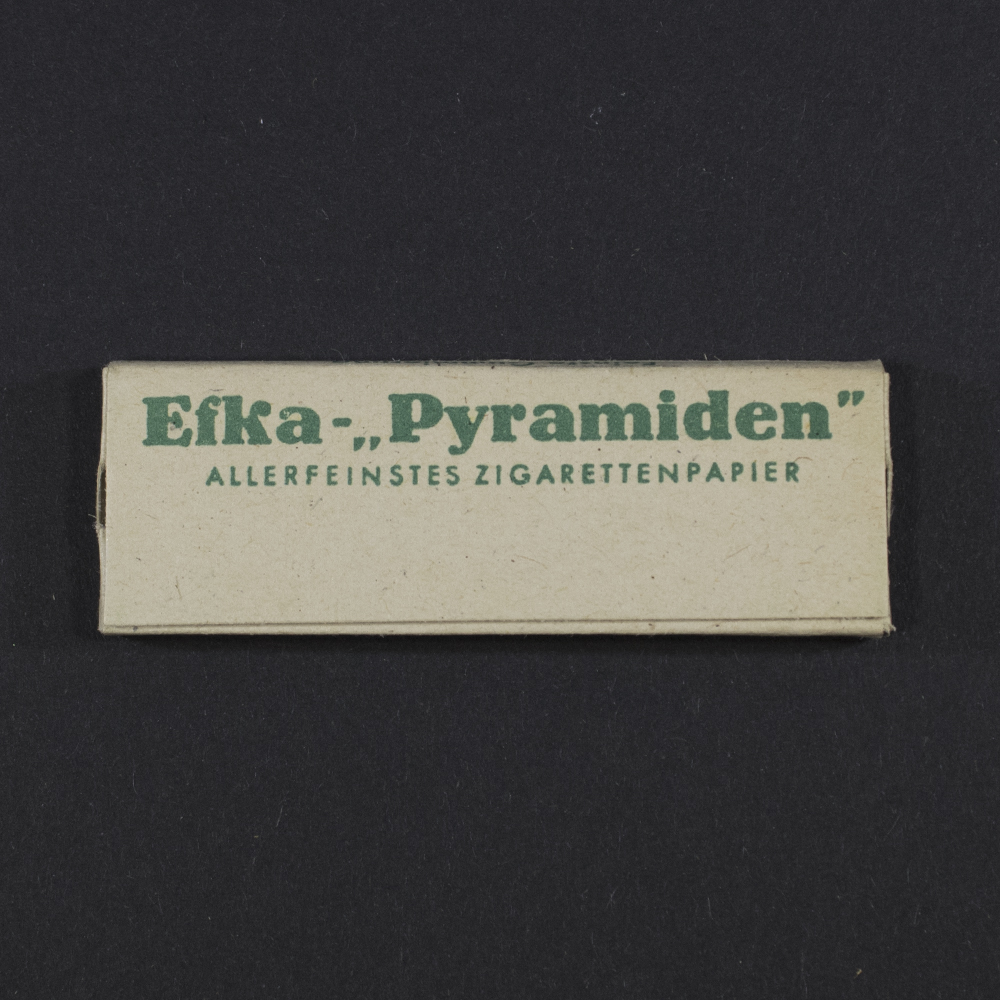 Efka-„Pyramiden”
ALLERFEINSTES ZIGARETTENPAPIER